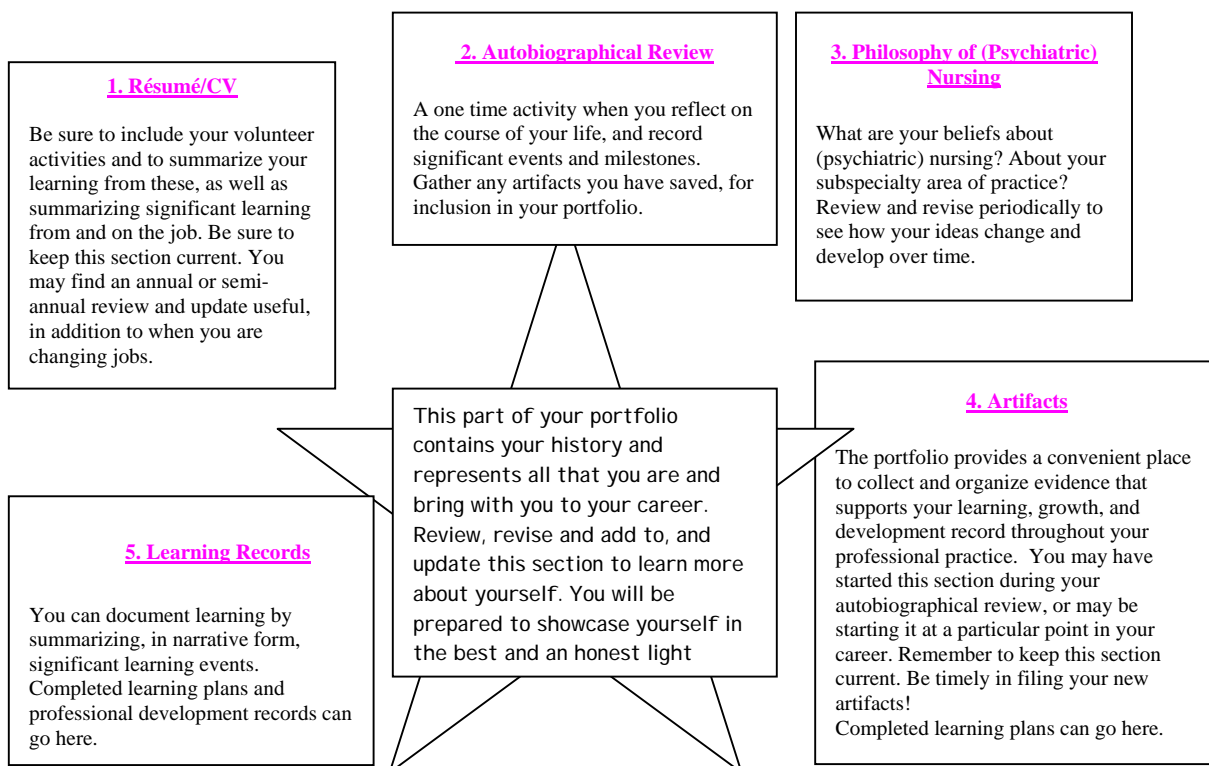 1. Résumé/CV
Be sure to include your volunteer
activities and to summarize your
learning from these, as well as
summarizing significant learning
from and on the job. Be sure to
keep this section current. You
may find an annual or semi-
annual review and update useful,
in addition to when you are
changing jobs.
2. Autobiographical Review
A one time activity when you reflect on
the course of your life, and record
significant events and milestones.
Gather any artifacts you have saved, for
inclusion in your portfolio.
3. Philosophy of (Psychiatric)
Nursing
What are your beliefs about
(psychiatric) nursing? About your
subspecialty area of practice?
Review and revise periodically to
see how your ideas change and
develop over time.
This part of your portfolio
contains your history and
represents all that you are and
bring with you to your career.
Review, revise and add to, and
update this section to learn more
about yourself. You will be
prepared to showcase yourself in
the best and an honest light
4. Artifacts
The portfolio provides a convenient place
to collect and organize evidence that
supports your learning, growth, and
development record throughout your
professional practice.  You may have
started this section during your
autobiographical review, or may be
starting it at a particular point in your
career. Remember to keep this section
current. Be timely in filing your new
artifacts!
Completed learning plans can go here.
5. Learning Records
You can document learning by
summarizing, in narrative form,
significant learning events.
Completed learning plans and
professional development records can
go here.